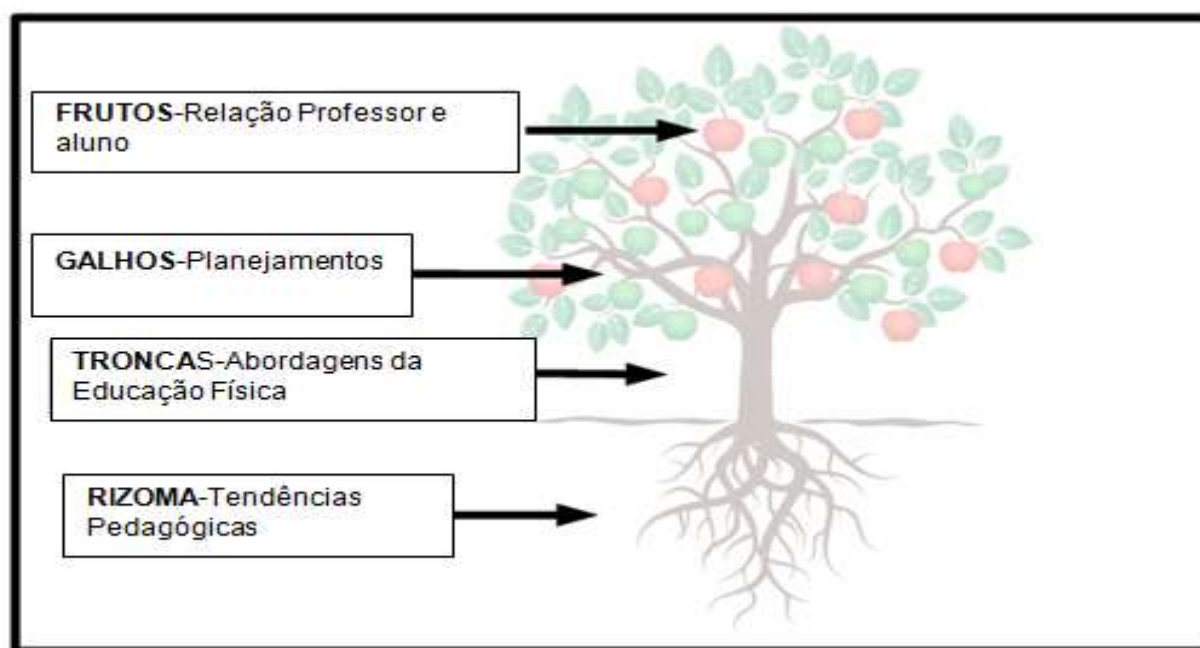 FRUTOS-Relação Professor e
aluno
GALHOS-Planejamentos
TRONCAS-Abordagens da
Educação Física
RIZOMA-Tendências
Pedagógicas